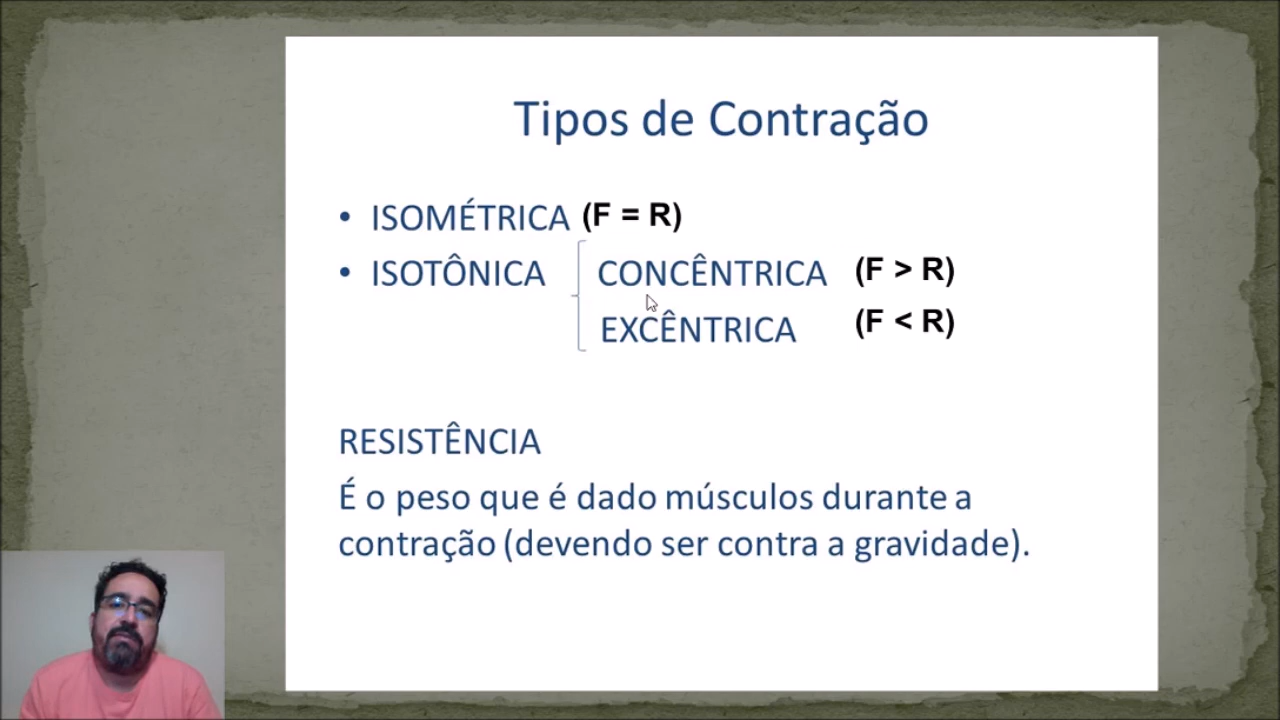 Tipos de Contração
• ISOMÉTRICA (F = R)
• ISOTÔNICA CONCÊNTRICA (F > R)
EXCÊNTRICA (F < R)
RESISTÊNCIA
É o peso que é dado músculos durante a
contração (devendo ser contra a gravidade).